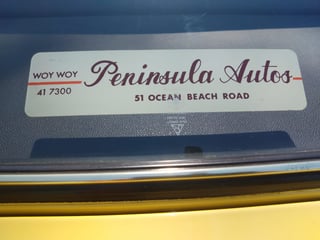 WOY WOY Peninsula Autos
41 7300 51 OCEAN BEACH ROAD